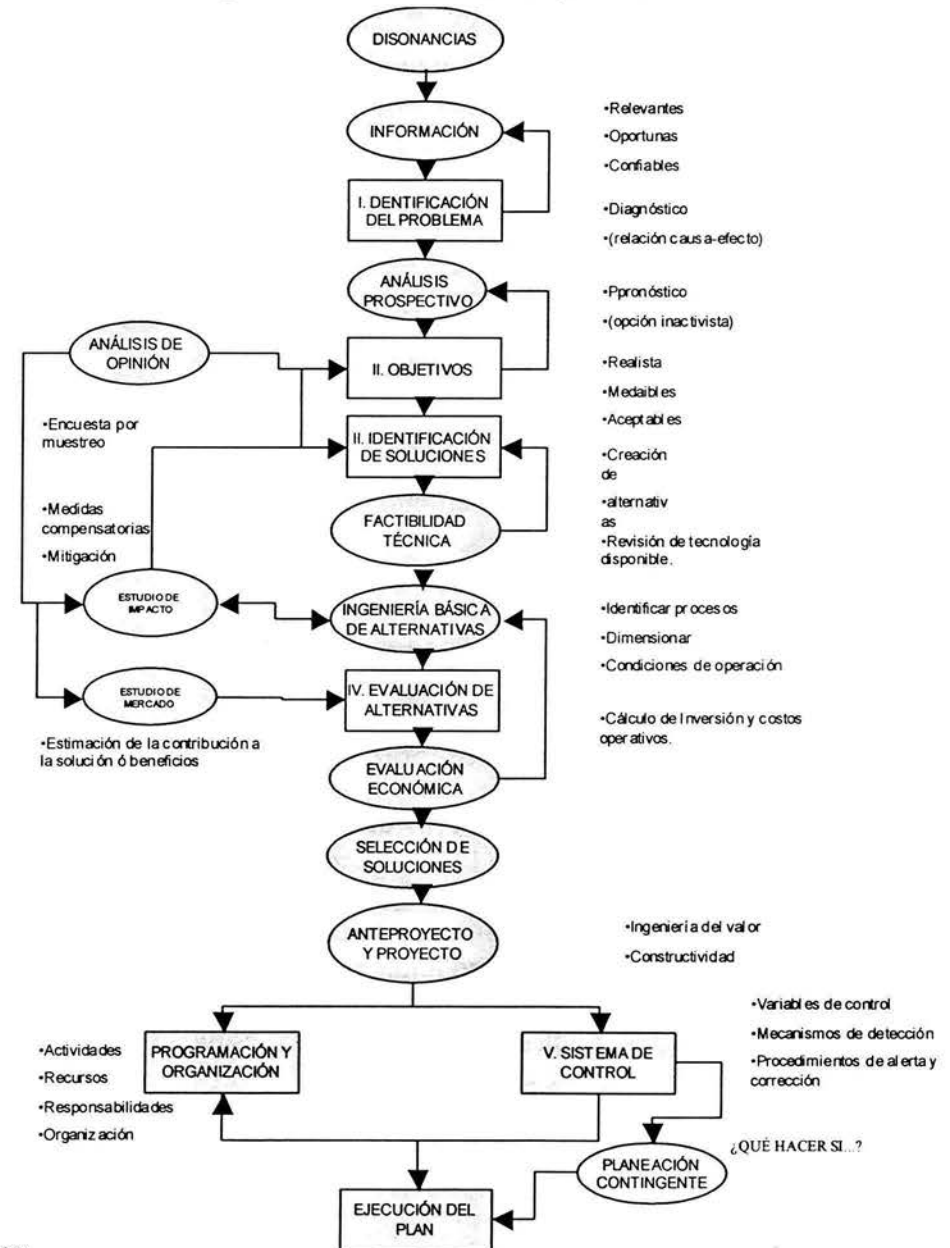 DISONANCIAS
INFORMACIÓN
•Relevantes
•Oportunas
•Confiables
I. DENTIFICACIÓN
DEL PROBLEMA
•Diagnóstico
•(relación causa-efecto)
ANÁLISIS
PROSPECTIVO
•Ppronóstico
•(opción inactivista)
ANÁLISIS DE
OPINIÓN
II. OBJETIVOS
•Realista
•Medaibles
•Aceptables
•Encuesta por
muestreo
II. IDENTIFICACIÓN
DE SOLUCIONES
•Creación
de
•alternativ
as
•Revisión de tecnología
disponible.
•Medidas
compensatorias
•Mitigación
FACTIBILIDAD
TÉCNICA
ESTUDIO DE
IMPACTO
INGENIERÍA BÁSICA
DE ALTERNATIVAS
•Identificar procesos
•Dimensionar
•Condiciones de operación
ESTUDIO DE
MERCADO
IV. EVALUACIÓN DE
ALTERNATIVAS
•Cálculo de Inversión y costos
operativos.
•Estimación de la contribución a
la solución ó beneficios
EVALUACIÓN
ECONÓMICA
SELECCIÓN DE
SOLUCIONES
ANTEPROYECTO
Y PROYECTO
•Ingeniería del valor
•Constructividad
•Actividades
•Recursos
•Responsabilidades
•Organización
PROGRAMACIÓN Y
ORGANIZACIÓN
V. SISTEMA DE
CONTROL
•Variables de control
•Mecanismos de detección
•Procedimientos de alerta y
corrección
¿QUÉ HACER SI...?
PLANEACIÓN
CONTINGENTE
EJECUCIÓN DEL
PLAN